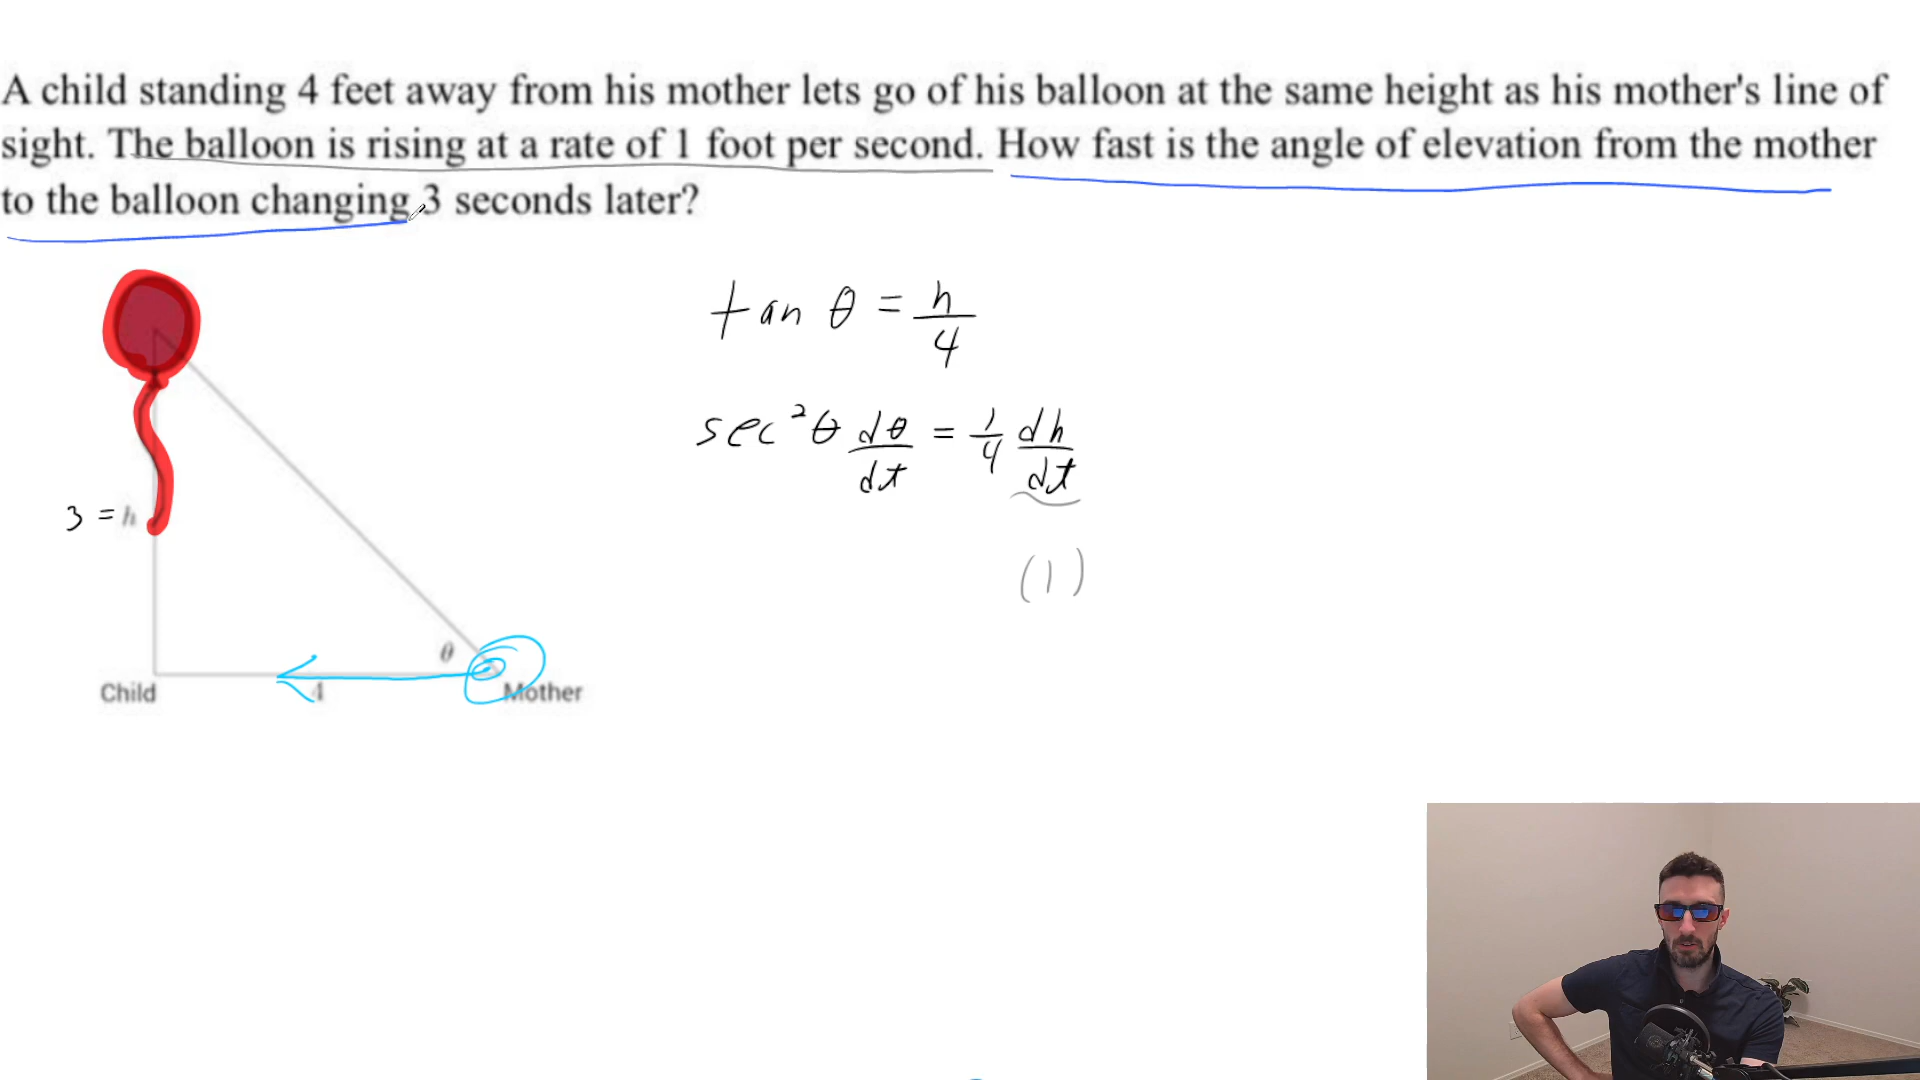 A child standing 4 feet away from his mother lets go of his balloon at the same height as his mother's line of
sight. The balloon is rising at a rate of 1 foot per second. How fast is the angle of elevation from the mother
to the balloon changing 3 seconds later?
tan θ = h/4
sec²θ dθ/dt = 1/4 dh/dt
3 = h
(1)
θ
Child 4 Mother